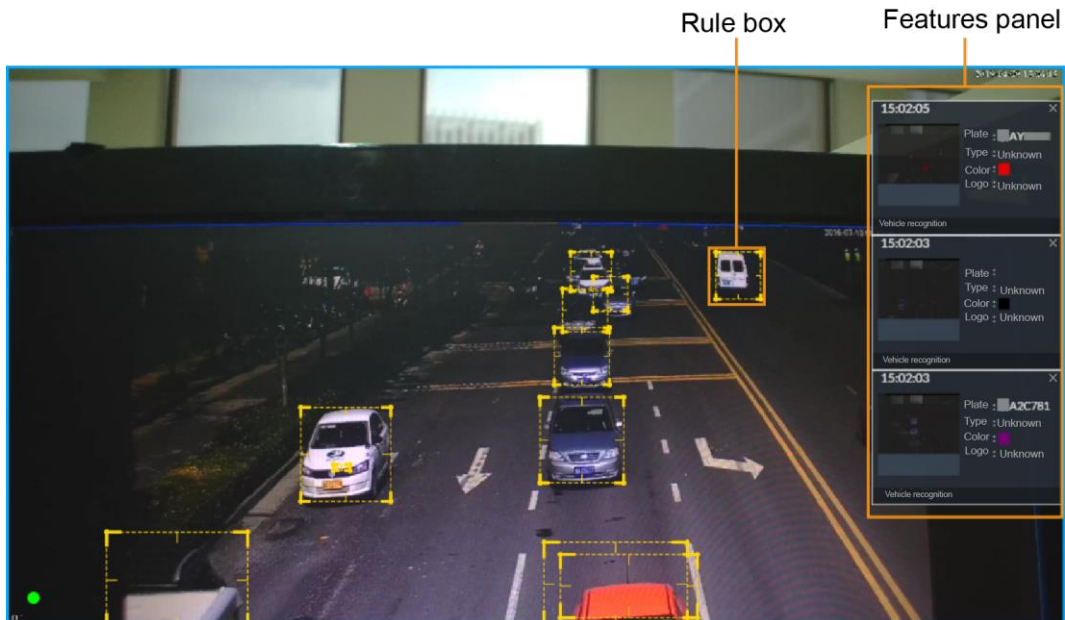 Rule box
Features panel
15:02:05
Plate : AY
Type : Unknown
Color :
Logo : Unknown
Vehicle recognition
15:02:03
Plate :
Type : Unknown
Color :
Logo : Unknown
Vehicle recognition
15:02:03
Plate : A2C781
Type : Unknown
Color :
Logo : Unknown
Vehicle recognition